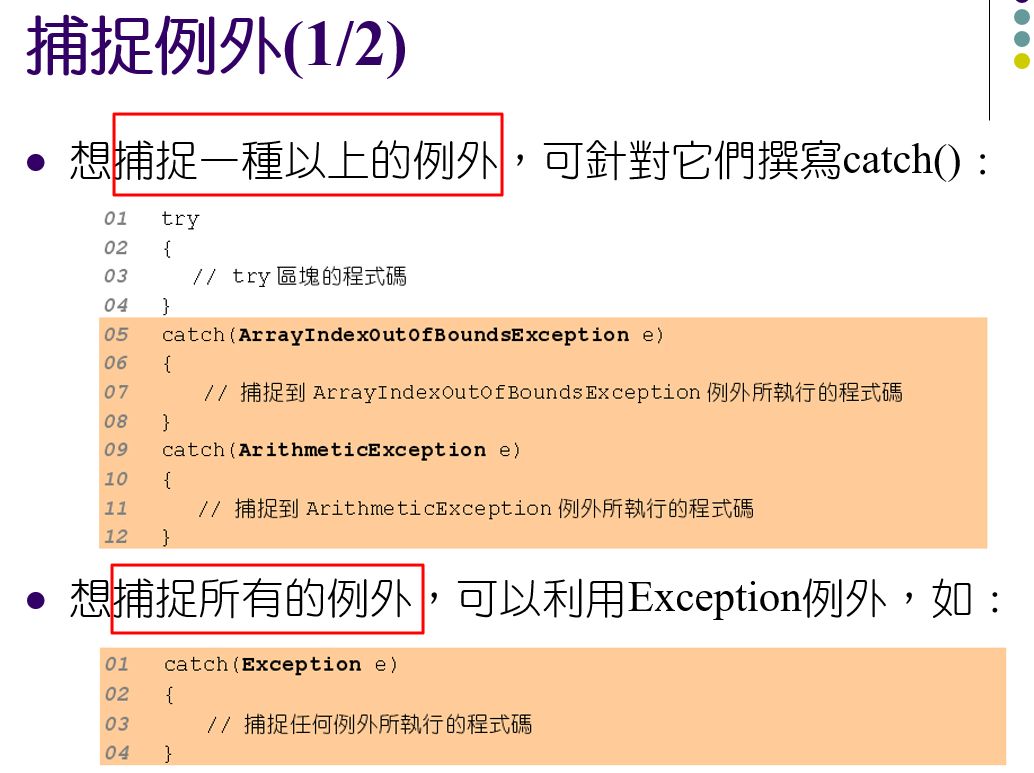 捕捉例外(1/2)
想捕捉一種以上的例外，可針對它們撰寫catch()：
01 try
02 {
03 // try 區塊的程式碼
04 }
05 catch(ArrayIndexOutOfBoundsException e)
06 {
07 // 捕捉到 ArrayIndexOutOfBoundsException 例外所執行的程式碼
08 }
09 catch(ArithmeticException e)
10 {
11 // 捕捉到 ArithmeticException 例外所執行的程式碼
12 }
想捕捉所有的例外，可以利用Exception例外，如：
01 catch(Exception e)
02 {
03 // 捕捉任何例外所執行的程式碼
04 }